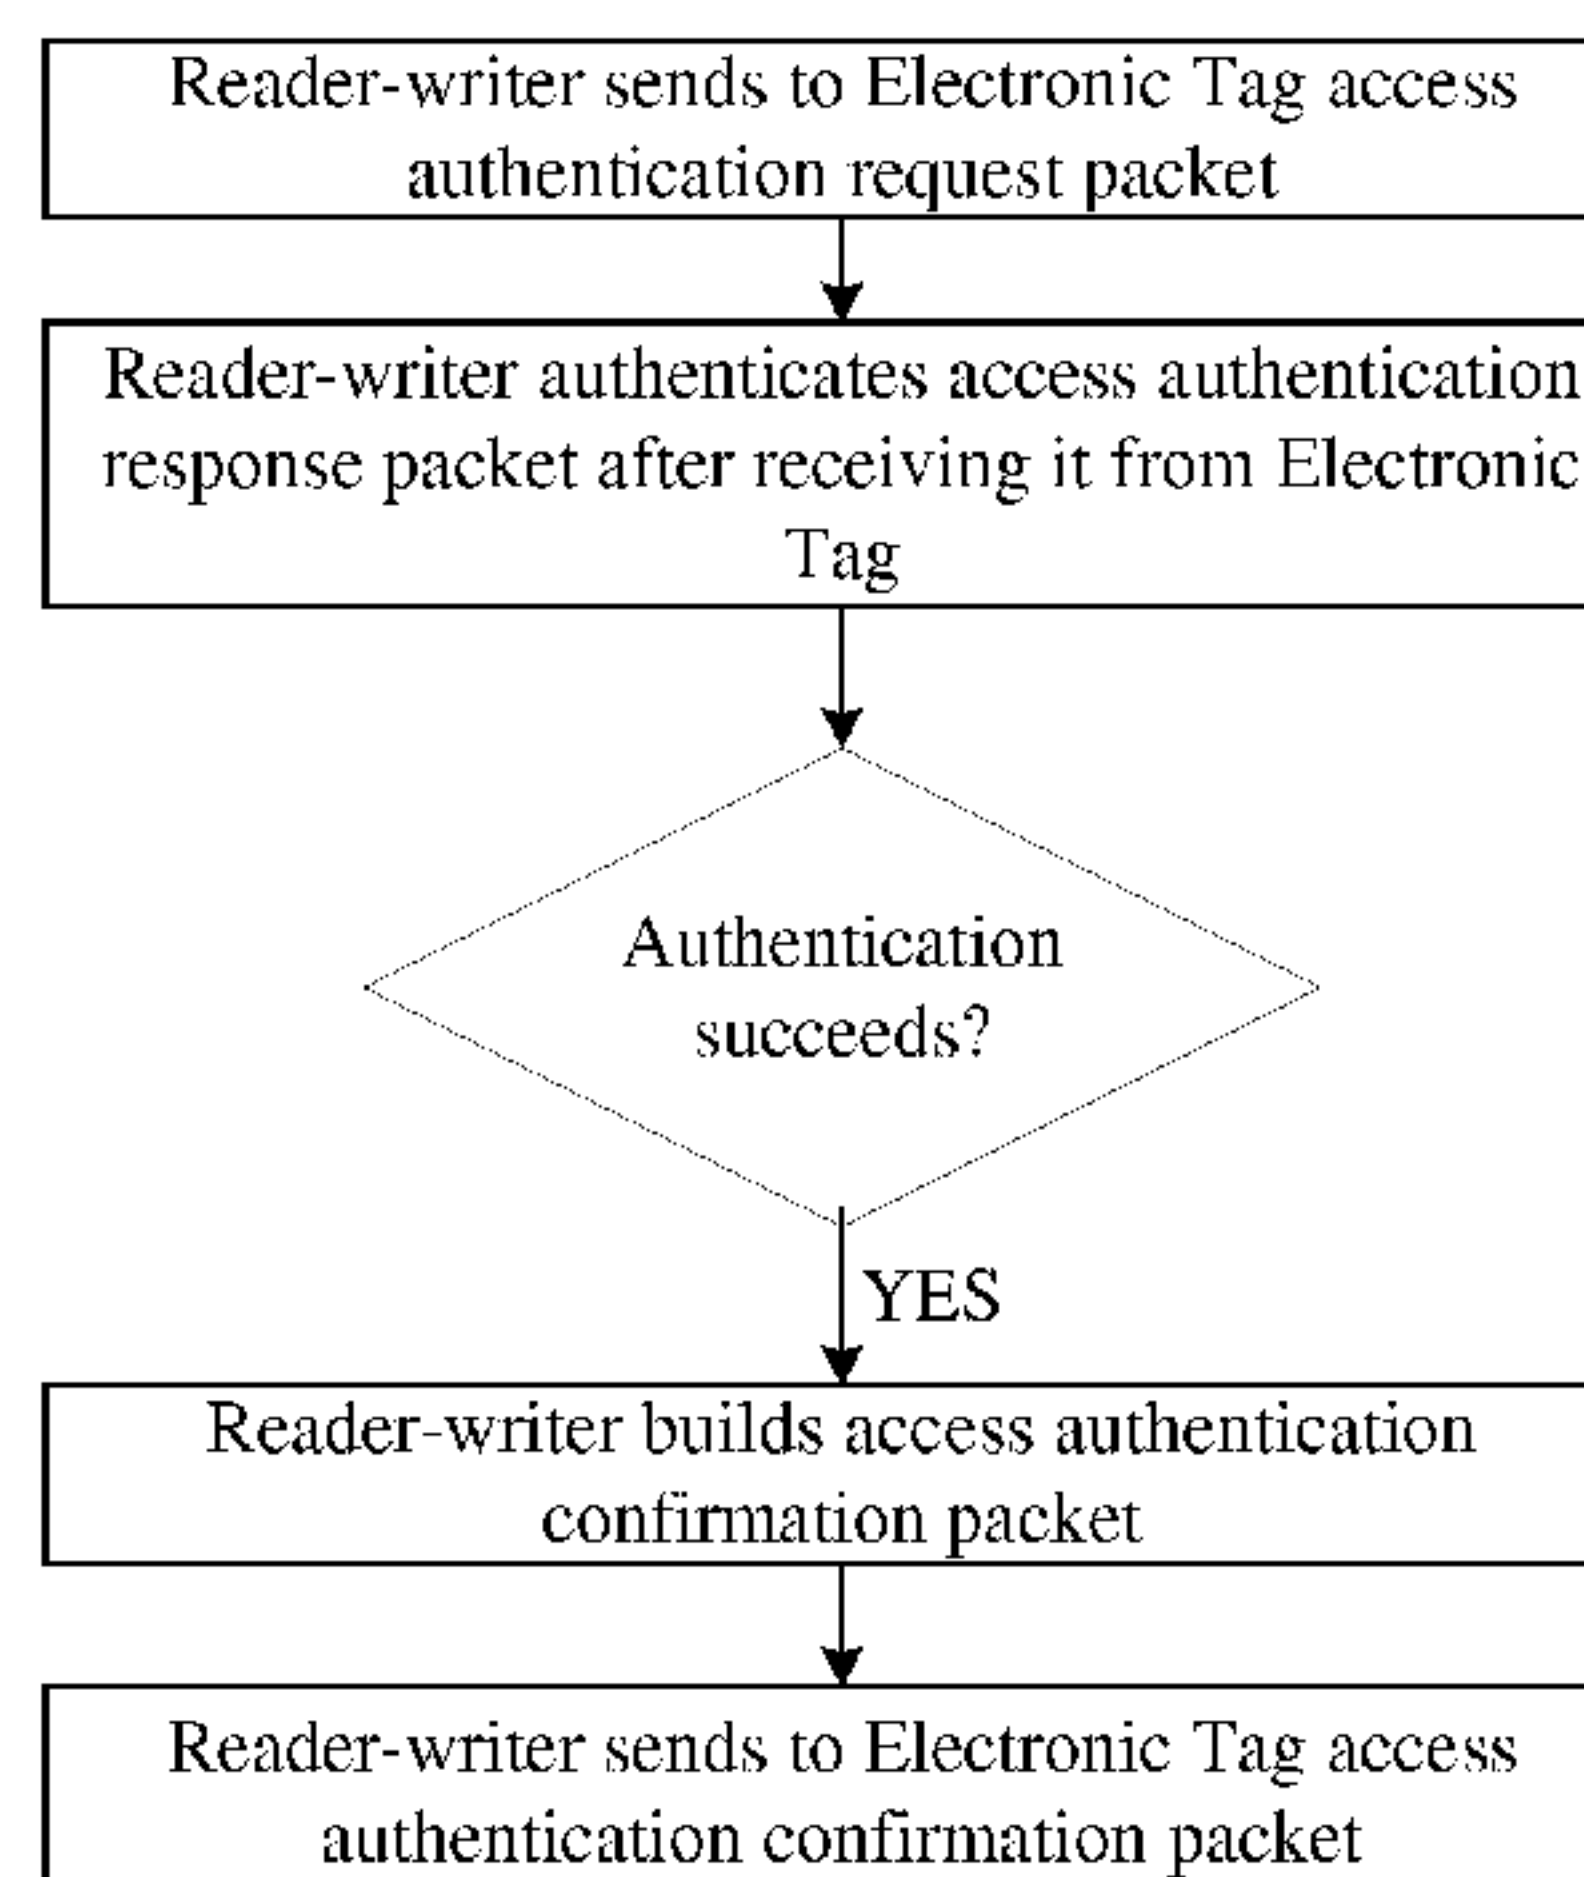 Reader-writer sends to Electronic Tag access
authentication request packet
Reader-writer authenticates access authentication
response packet after receiving it from Electronic
Tag
Authentication
succeeds?
YES
Reader-writer builds access authentication
confirmation packet
Reader-writer sends to Electronic Tag access
authentication confirmation packet